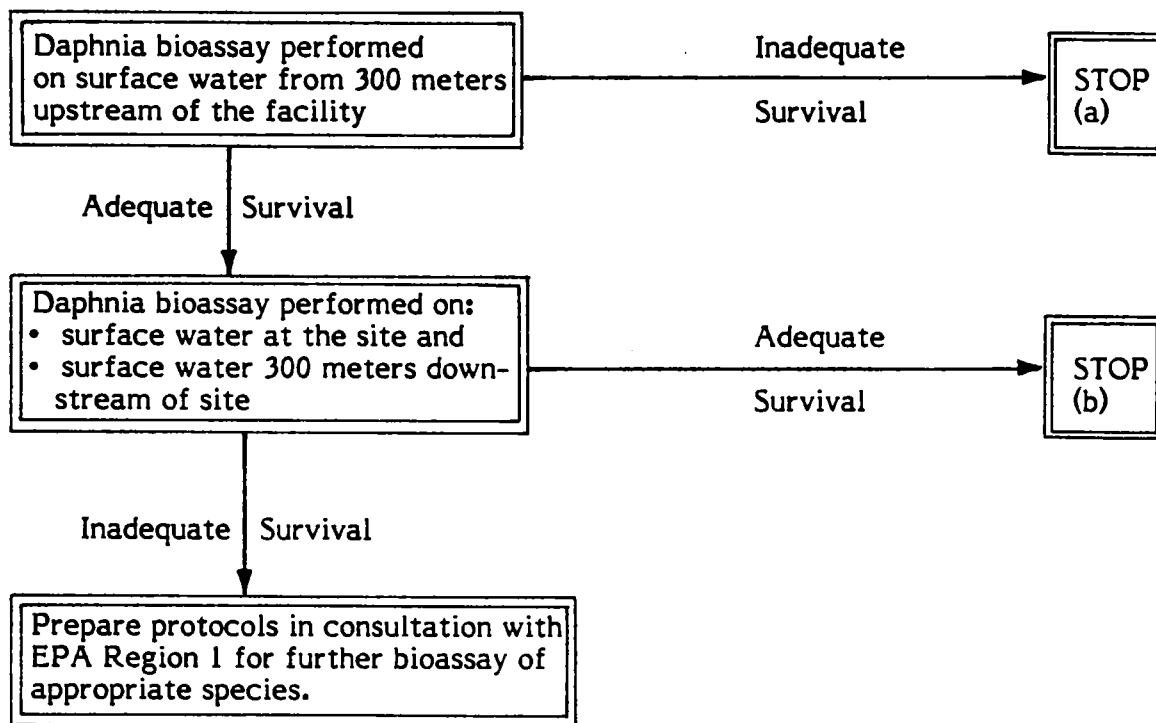 Daphnia bioassay performed
on surface water from 300 meters
upstream of the facility
Inadequate
Survival
STOP
(a)
Adequate Survival
Daphnia bioassay performed on:
• surface water at the site and
• surface water 300 meters down-
stream of site
Adequate
Survival
STOP
(b)
Inadequate Survival
Prepare protocols in consultation with
EPA Region 1 for further bioassay of
appropriate species.